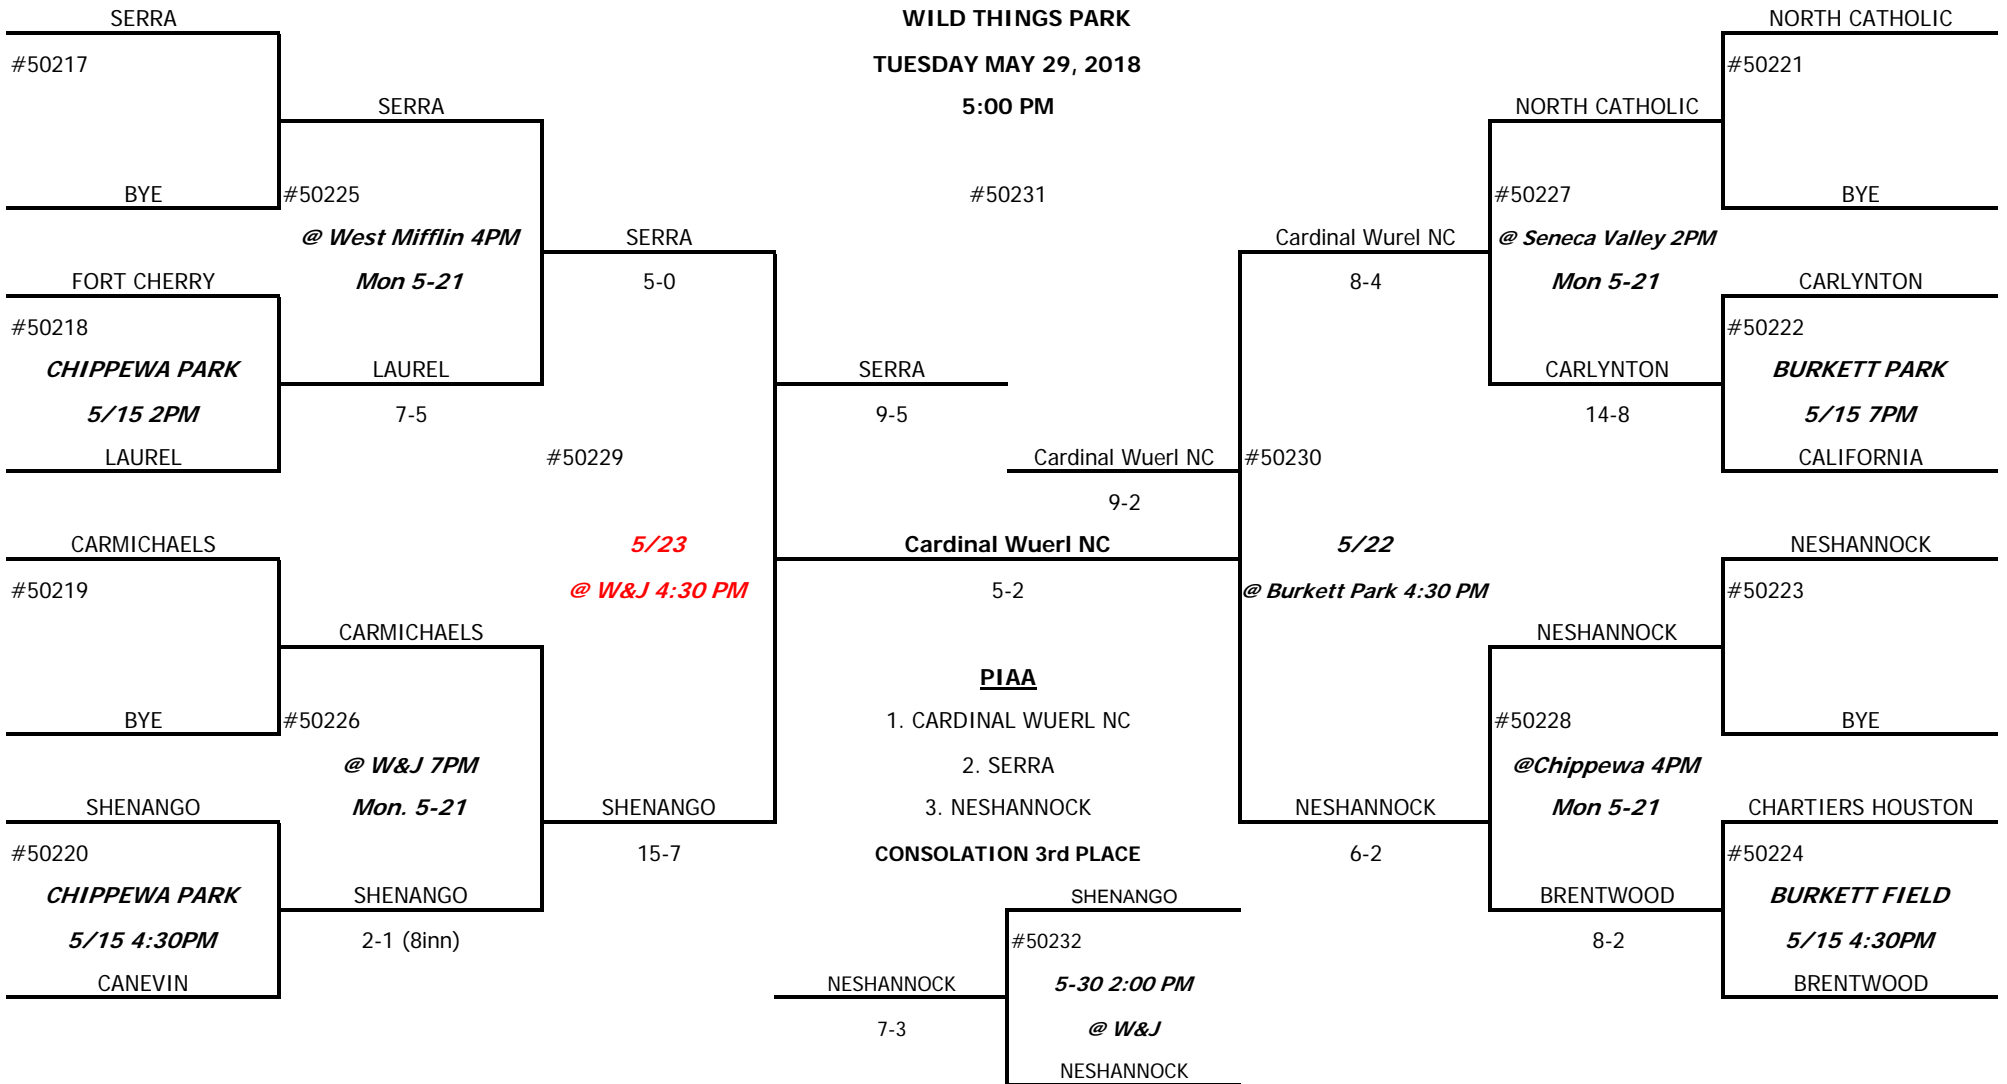 SERRA
WILD THINGS PARK
NORTH CATHOLIC
#50217
TUESDAY MAY 29, 2018
#50221
SERRA
5:00 PM
NORTH CATHOLIC
BYE
#50225
#50231
#50227
BYE
@ West Mifflin 4PM
SERRA
Cardinal Wurel NC
@ Seneca Valley 2PM
FORT CHERRY
Mon 5-21
5-0
8-4
Mon 5-21
CARLYNTON
#50218
#50222
CHIPPEWA PARK
LAUREL
SERRA
CARLYNTON
BURKETT PARK
5/15 2PM
7-5
9-5
14-8
5/15 7PM
LAUREL
#50229
Cardinal Wuerl NC
#50230
CALIFORNIA
9-2
CARMICHAELS
5/23
Cardinal Wuerl NC
5/22
NESHANNOCK
#50219
@ W&J 4:30 PM
5-2
@ Burkett Park 4:30 PM
#50223
CARMICHAELS
NESHANNOCK
PIAA
BYE
#50226
1. CARDINAL WUERL NC
#50228
BYE
@ W&J 7PM
2. SERRA
@Chippewa 4PM
SHENANGO
Mon. 5-21
SHENANGO
3. NESHANNOCK
NESHANNOCK
Mon 5-21
CHARTIERS HOUSTON
#50220
15-7
CONSOLATION 3rd PLACE
6-2
#50224
CHIPPEWA PARK
SHENANGO
SHENANGO
BRENTWOOD
BURKETT FIELD
5/15 4:30PM
2-1 (8inn)
#50232
8-2
5/15 4:30PM
CANEVIN
NESHANNOCK
5-30 2:00 PM
BRENTWOOD
7-3
@ W&J
NESHANNOCK